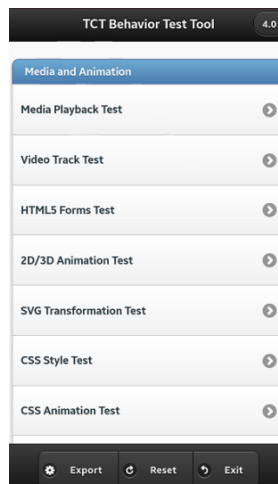 TCT Behavior Test Tool
4.0
Media and Animation
Media Playback Test
Video Track Test
HTML5 Forms Test
2D/3D Animation Test
SVG Transformation Test
CSS Style Test
CSS Animation Test
Export Reset Exit